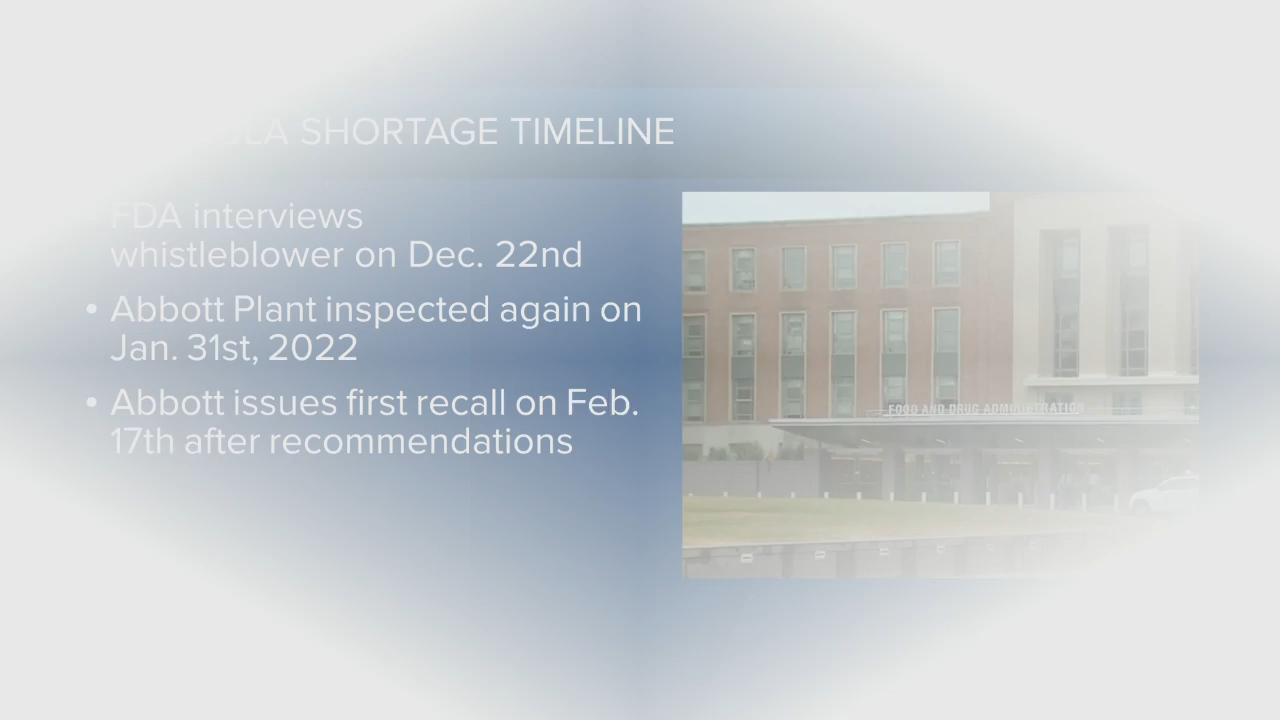 SHORTAGE TIMELINE
FDA interviews
whistleblower on Dec. 22nd
• Abbott Plant inspected again on
Jan. 31st, 2022
• Abbott issues first recall on Feb.
17th after recommendations
FOOD AND DRUG ADMINISTRATION